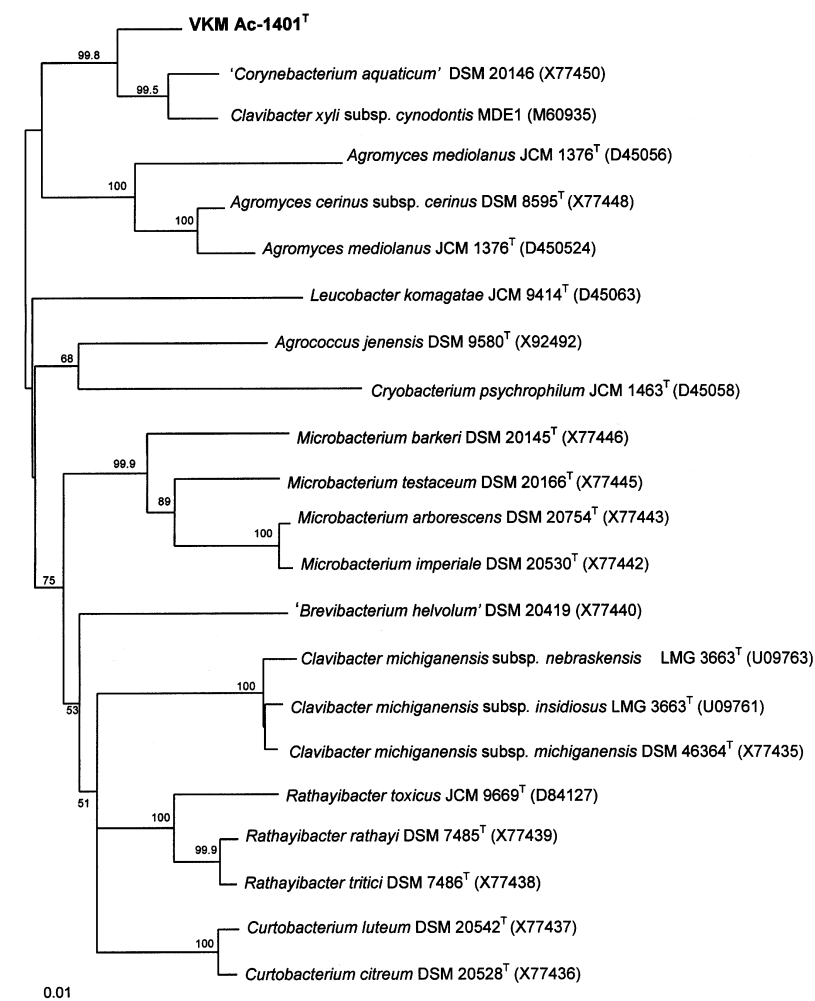 VKM Ac-1401ᵀ
99.8
'Corynebacterium aquaticum' DSM 20146 (X77450)
99.5
Clavibacter xyli subsp. cynodontis MDE1 (M60935)
Agromyces mediolanus JCM 1376ᵀ (D45056)
100
Agromyces cerinus subsp. cerinus DSM 8595ᵀ (X77448)
100
Agromyces mediolanus JCM 1376ᵀ (D450524)
Leucobacter komagatae JCM 9414ᵀ (D45063)
Agrococcus jenensis DSM 9580ᵀ (X92492)
68
Cryobacterium psychrophilum JCM 1463ᵀ (D45058)
Microbacterium barkeri DSM 20145ᵀ (X77446)
99.9
Microbacterium testaceum DSM 20166ᵀ (X77445)
89
Microbacterium arborescens DSM 20754ᵀ (X77443)
100
Microbacterium imperiale DSM 20530ᵀ (X77442)
75
'Brevibacterium helvolum' DSM 20419 (X77440)
Clavibacter michiganensis subsp. nebraskensis LMG 3663ᵀ (U09763)
100
Clavibacter michiganensis subsp. insidiosus LMG 3663ᵀ (U09761)
53
Clavibacter michiganensis subsp. michiganensis DSM 46364ᵀ (X77435)
Rathayibacter toxicus JCM 9669ᵀ (D84127)
51
100
Rathayibacter rathayi DSM 7485ᵀ (X77439)
99.9
Rathayibacter tritici DSM 7486ᵀ (X77438)
Curtobacterium luteum DSM 20542ᵀ (X77437)
100
Curtobacterium citreum DSM 20528ᵀ (X77436)
0.01